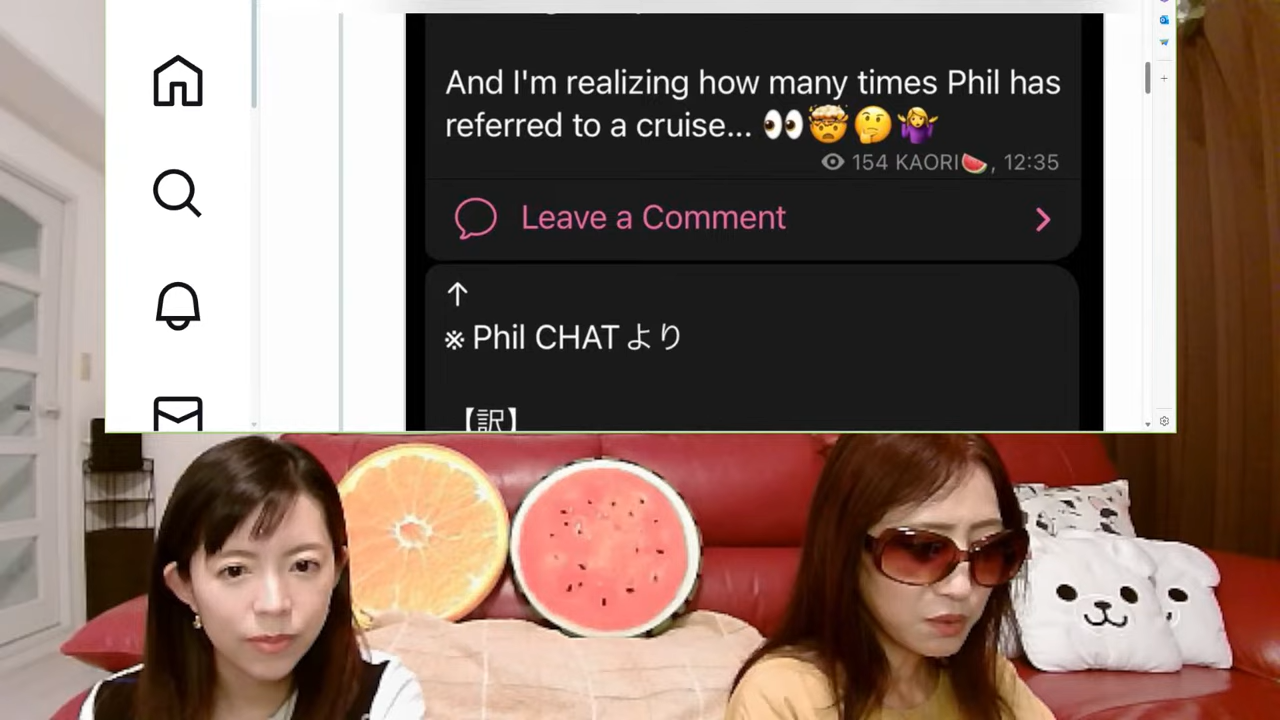 And I'm realizing how many times Phil has
referred to a cruise... 👀🤯🤔🤷‍♀️
154 KAORI🍉, 12:35
Leave a Comment
↑
※ Phil CHATより
【訳】